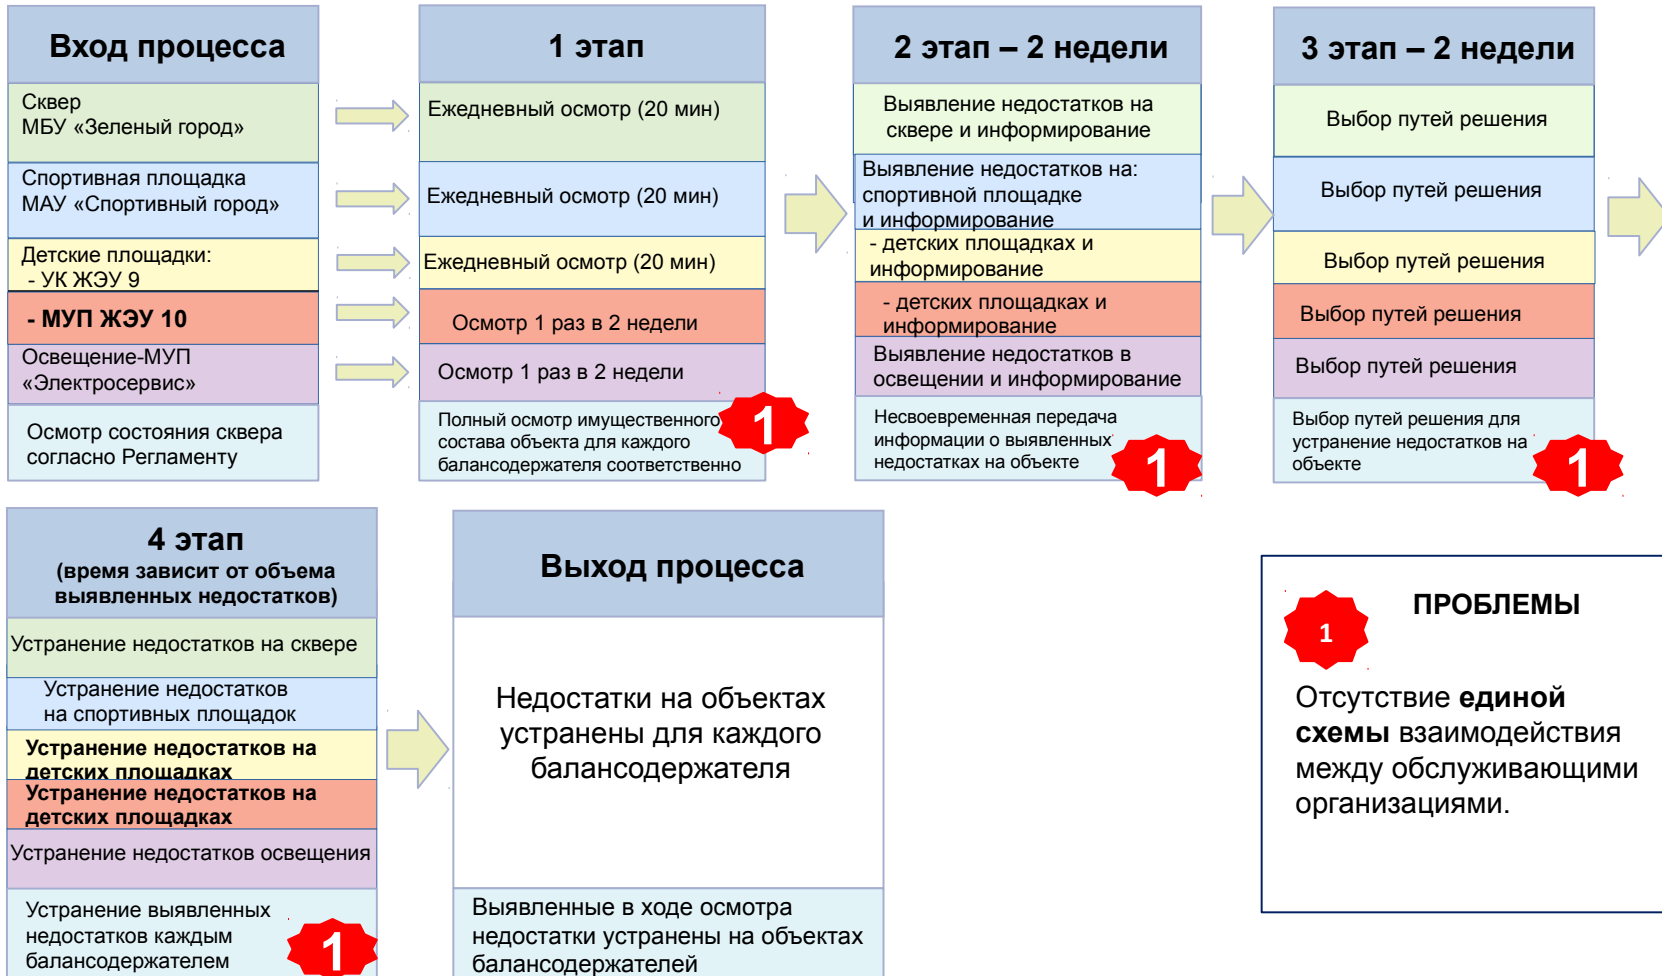 Вход процесса
Сквер
МБУ «Зеленый город»
Спортивная площадка
МАУ «Спортивный город»
Детские площадки:
- УК ЖЭУ 9
- МУП ЖЭУ 10
Освещение-МУП
«Электросервис»
Осмотр состояния сквера
согласно Регламенту
1 этап
Ежедневный осмотр (20 мин)
Ежедневный осмотр (20 мин)
Ежедневный осмотр (20 мин)
Осмотр 1 раз в 2 недели
Осмотр 1 раз в 2 недели
Полный осмотр имущественного
состава объекта для каждого
балансодержателя соответственно
1
2 этап – 2 недели
Выявление недостатков на
сквере и информирование
Выявление недостатков на:
спортивной площадке
и информирование
- детских площадках и
информирование
- детских площадках и
информирование
Выявление недостатков в
освещении и информирование
Несвоевременная передача
информации о выявленных
недостатках на объекте
1
3 этап – 2 недели
Выбор путей решения
Выбор путей решения
Выбор путей решения
Выбор путей решения
Выбор путей решения
Выбор путей решения для
устранение недостатков на
объекте
1
4 этап
(время зависит от объема
выявленных недостатков)
Устранение недостатков на сквере
Устранение недостатков
на спортивных площадок
Устранение недостатков на
детских площадках
Устранение недостатков на
детских площадках
Устранение недостатков освещения
Устранение выявленных
недостатков каждым
балансодержателем
1
Выход процесса
Недостатки на объектах
устранены для каждого
балансодержателя
Выявленные в ходе осмотра
недостатки устранены на объектах
балансодержателей
1
ПРОБЛЕМЫ
Отсутствие единой
схемы взаимодействия
между обслуживающими
организациями.